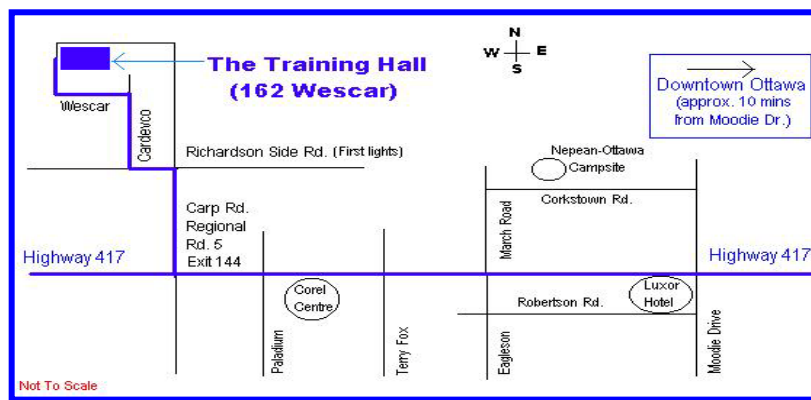 N
W E
S
The Training Hall
(162 Wescar)
Downtown Ottawa
(approx. 10 mins
from Moodie Dr.)
Wescar
Cardevco
Richardson Side Rd. (First lights)
Nepean-Ottawa
Campsite
Corkstown Rd.
Carp Rd.
Regional
Rd. 5
Exit 144
March Road
Highway 417
Highway 417
Corel
Centre
Luxor
Hotel
Robertson Rd.
Paladium
Terry Fox
Eagleson
Moodie Drive
Not To Scale